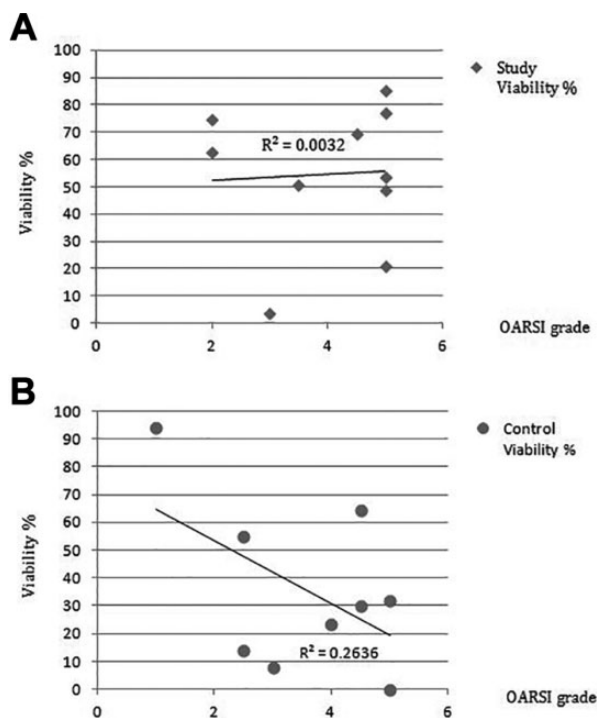 A
100
90
80
70
60
50
40
30
20
10
0
Viability %
R² = 0.0032
Study
Viability %
0 2 4 6
OARSI grade
B
100
90
80
70
60
50
40
30
20
10
0
Viability %
R² = 0.2636
Control
Viability %
0 2 4 6
OARSI grade